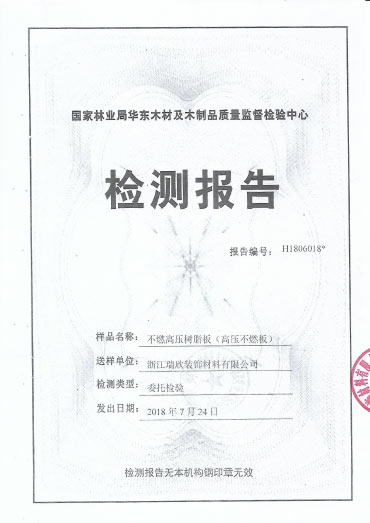 国家林业局华东木材及木制品质量监督检验中心
检测报告
报告编号： H1806018*
样品名称： 不燃高压树脂板（高压不燃板）
送样单位： 浙江瑞欣装饰材料有限公司
检测类型： 委托检验
发出日期： 2018 年 7 月 24 日
检测报告无本机构钢印章无效